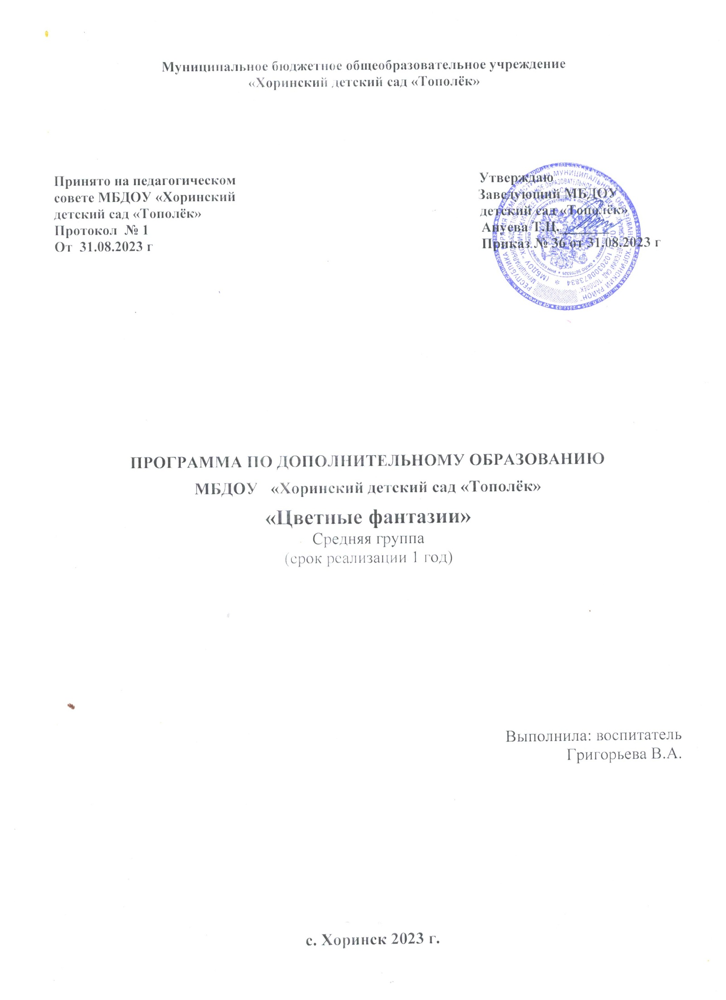 Муниципальное бюджетное общеобразовательное учреждение
«Хоринский детский сад «Тополёк»
Принято на педагогическом
совете МБДОУ «Хоринский
детский сад «Тополёк»
Протокол № 1
От 31.08.2023 г
Утверждаю
Заведующий МБДОУ
детский сад «Тополёк»
Ануева Т.Ц.
Приказ № 36 от 31.08.2023 г
ПРОГРАММА ПО ДОПОЛНИТЕЛЬНОМУ ОБРАЗОВАНИЮ
МБДОУ «Хоринский детский сад «Тополёк»
«Цветные фантазии»
Средняя группа
(срок реализации 1 год)
Выполнила: воспитатель
Григорьева В.А.
с. Хоринск 2023 г.